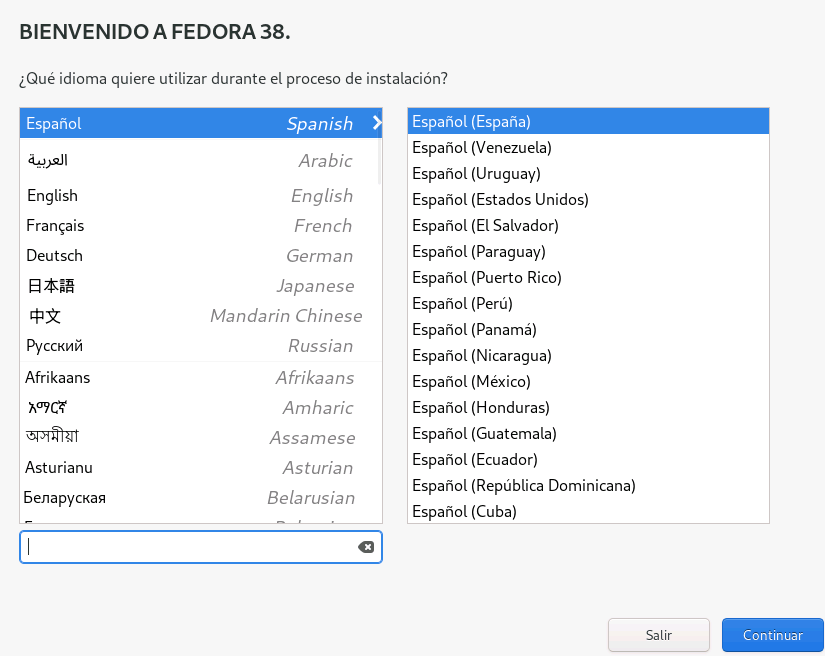 BIENVENIDO A FEDORA 38.
¿Qué idioma quiere utilizar durante el proceso de instalación?
Español Spanish
العربية Arabic
English English
Français French
Deutsch German
日本語 Japanese
中文 Mandarin Chinese
Русский Russian
Afrikaans Afrikaans
አማርኛ Amharic
অসমীয়া Assamese
Asturianu Asturian
Беларуская Belarusian
Español (España)
Español (Venezuela)
Español (Uruguay)
Español (Estados Unidos)
Español (El Salvador)
Español (Paraguay)
Español (Puerto Rico)
Español (Perú)
Español (Panamá)
Español (Nicaragua)
Español (México)
Español (Honduras)
Español (Guatemala)
Español (Ecuador)
Español (República Dominicana)
Español (Cuba)
Salir
Continuar